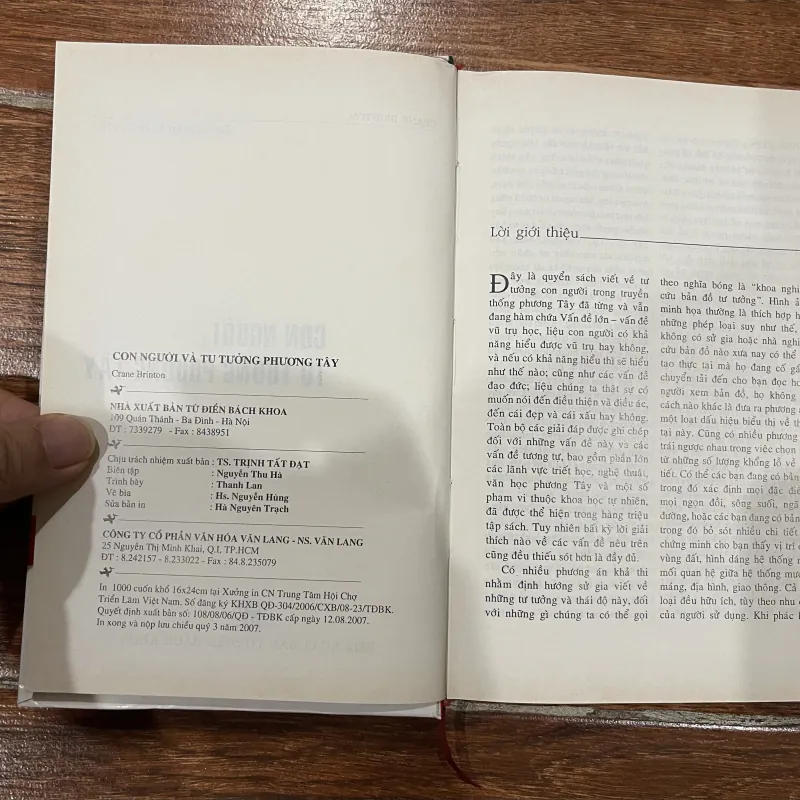 CON NGƯỜI VÀ TƯ TƯỞNG PHƯƠNG TÂY
Crane Brinton
NHÀ XUẤT BẢN TỪ ĐIỂN BÁCH KHOA
109 Quán Thánh - Ba Đình - Hà Nội
ĐT : 7339279 - Fax : 8438951
Chịu trách nhiệm xuất bản : TS. TRỊNH TẤT ĐẠT
Biên tập : Nguyễn Thu Hà
Trình bày : Thanh Lan
Vẽ bìa : Hs. Nguyễn Hùng
Sửa bản in : Hà Nguyên Trạch
CÔNG TY CỔ PHẦN VĂN HÓA VĂN LANG - NS. VĂN LANG
25 Nguyễn Thị Minh Khai, Q.I, TP.HCM
ĐT : 8.242157 - 8.233022 - Fax : 84.8.235079
In 1000 cuốn khổ 16x24cm tại Xưởng in CN Trung Tâm Hội Chợ
Triển Lãm Việt Nam. Số đăng ký KHXB QĐ-304/2006/CXB/08-23/TĐBK.
Quyết định xuất bản số: 108/08/06/QĐ - TĐBK cấp ngày 12.08.2007.
In xong và nộp lưu chiểu quý 3 năm 2007.
Lời giới thiệu
Đây là quyển sách viết về tư
tưởng con người trong truyền
thống phương Tây đã từng và vẫn
đang hàm chứa Vấn đề lớn – vấn đề
vũ trụ học, liệu con người có khả
năng hiểu được vũ trụ hay không,
và nếu có khả năng hiểu thì sẽ hiểu
như thế nào; cũng như các vấn đề
đạo đức; liệu chúng ta thật sự có
muốn nói đến điều thiện và điều ác,
đến cái đẹp và cái xấu hay không.
Toàn bộ các giải đáp được ghi chép
đối với những vấn đề này và các
vấn đề tương tự, bao gồm phần lớn
các lãnh vực triết học, nghệ thuật,
văn học phương Tây và một số
phạm vi thuộc khoa học tự nhiên,
đã được thể hiện trong hàng triệu
tập sách. Tuy nhiên bất kỳ lời giải
thích nào về các vấn đề nêu trên
cũng đều thiếu sót hơn là đầy đủ.
Có nhiều phương án khả thi
nhằm định hướng sử gia viết về
những tư tưởng và thái độ này, đối
với những gì chúng ta có thể gọi
theo nghĩa bóng là “khoa nghi
cứu bản đồ tư tưởng”. Hình ả
minh họa thường là thích hợp h
những phép loại suy như thế,
không có sử gia hoặc nhà nghi
cứu bản đồ nào xưa nay có thể
tạo thực tại mà họ đang cố gắ
chuyển tải đến cho bạn đọc ho
người xem bản đồ, họ không
cách nào khác là đưa ra phương á
một loạt dấu hiệu biểu thị về th
tại này. Cũng có nhiều phương
trái ngược nhau trong việc chọn
từ những số lượng khổng lồ về c
tiết. Có thể các bạn đang có bản
trong đó xác định mọi đặc điể
mọi ngọn đồi, sông suối, ngã
đường, hoặc các bạn đang có bản
trong đó bỏ sót nhiều chi tiết
chứng minh cho bạn thấy vị trí c
vùng đất, hình dáng hệ thống n
mối quan hệ giữa hệ thống mươ
máng, địa hình, giao thông. Cả
loại đều hữu ích, tùy theo nhu c
của người sử dụng. Khi phác h